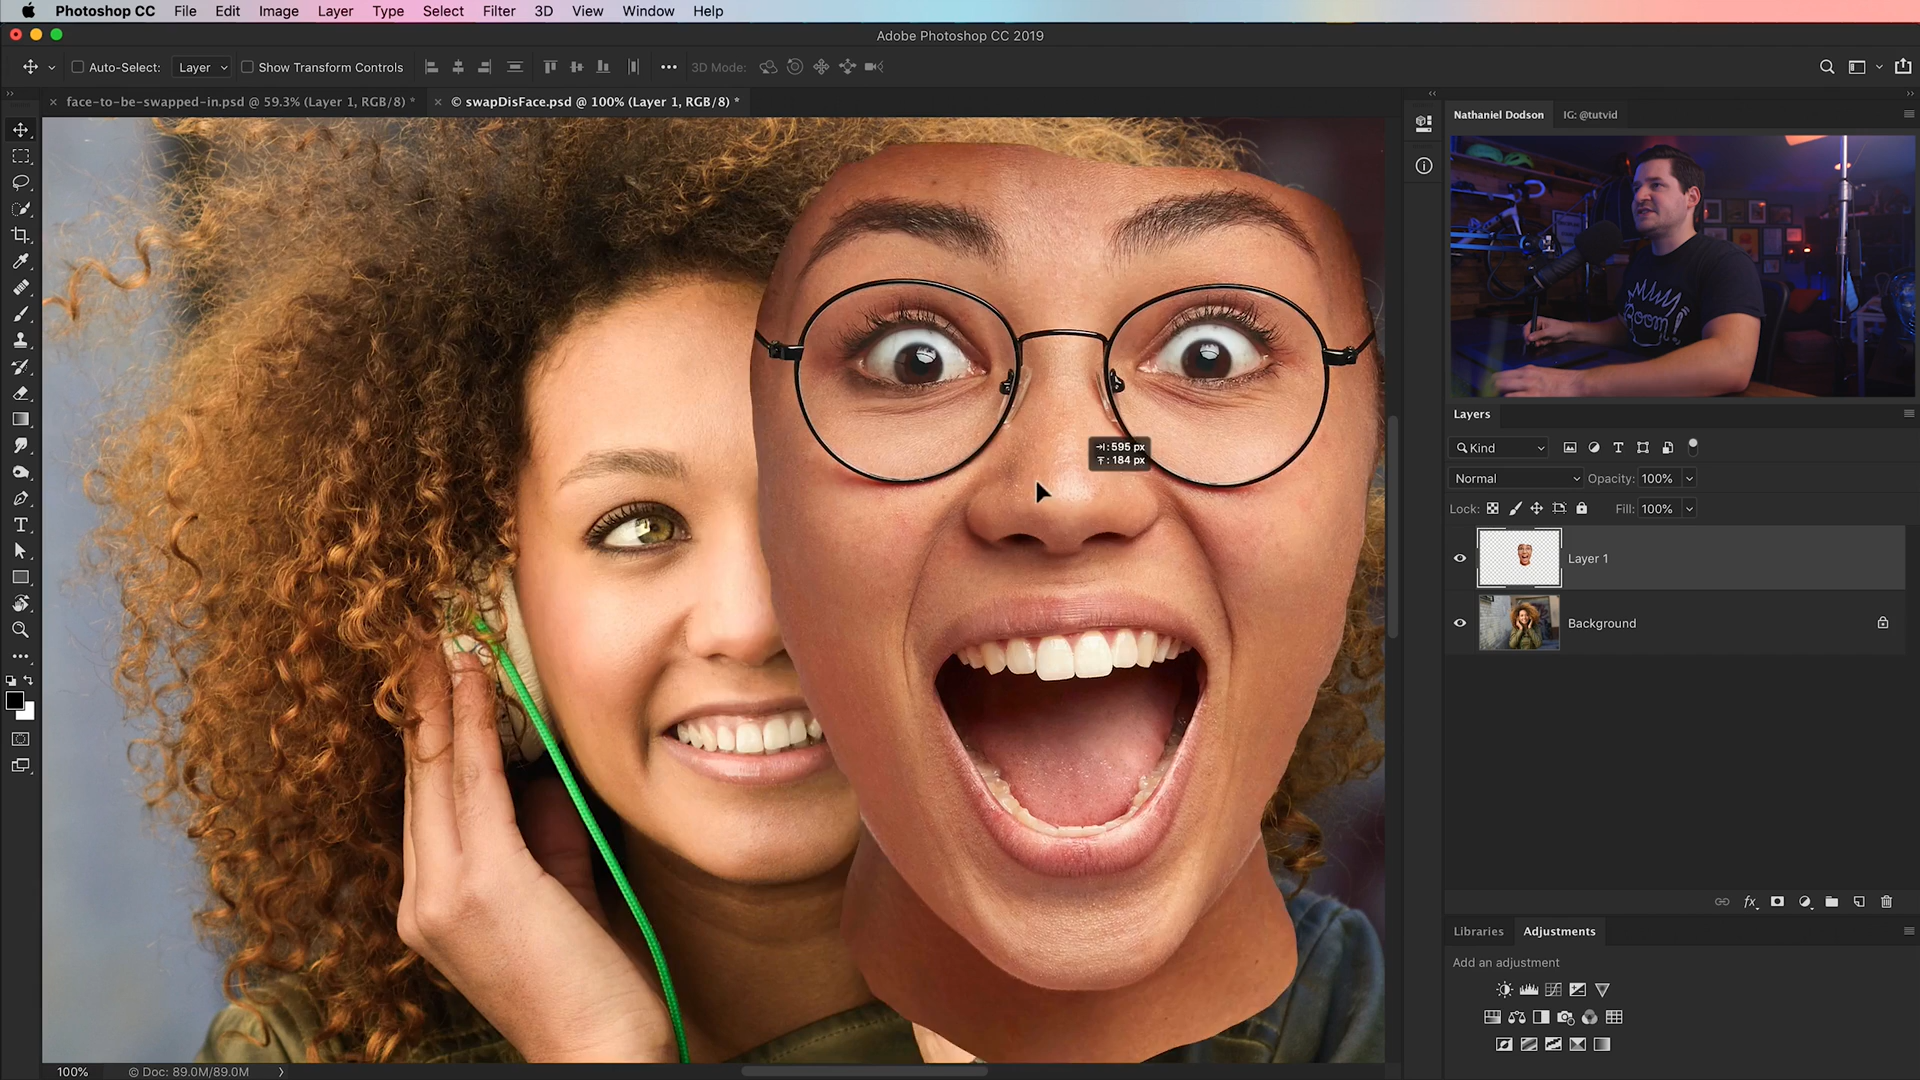 Photoshop CC File Edit Image Layer Type Select Filter 3D View Window Help
Adobe Photoshop CC 2019
Auto-Select: Layer Show Transform Controls 3D Mode:
face-to-be-swapped-in.psd @ 59.3% (Layer 1, RGB/8) *
© swapDisFace.psd @ 100% (Layer 1, RGB/8) *
Nathaniel Dodson IG: @tutvid
Boom
Layers
Kind
Normal Opacity: 100%
Lock: Fill: 100%
:595 px
:184 px
Layer 1
Background
fx
Libraries Adjustments
Add an adjustment
100% © Doc: 89.0M/89.0M